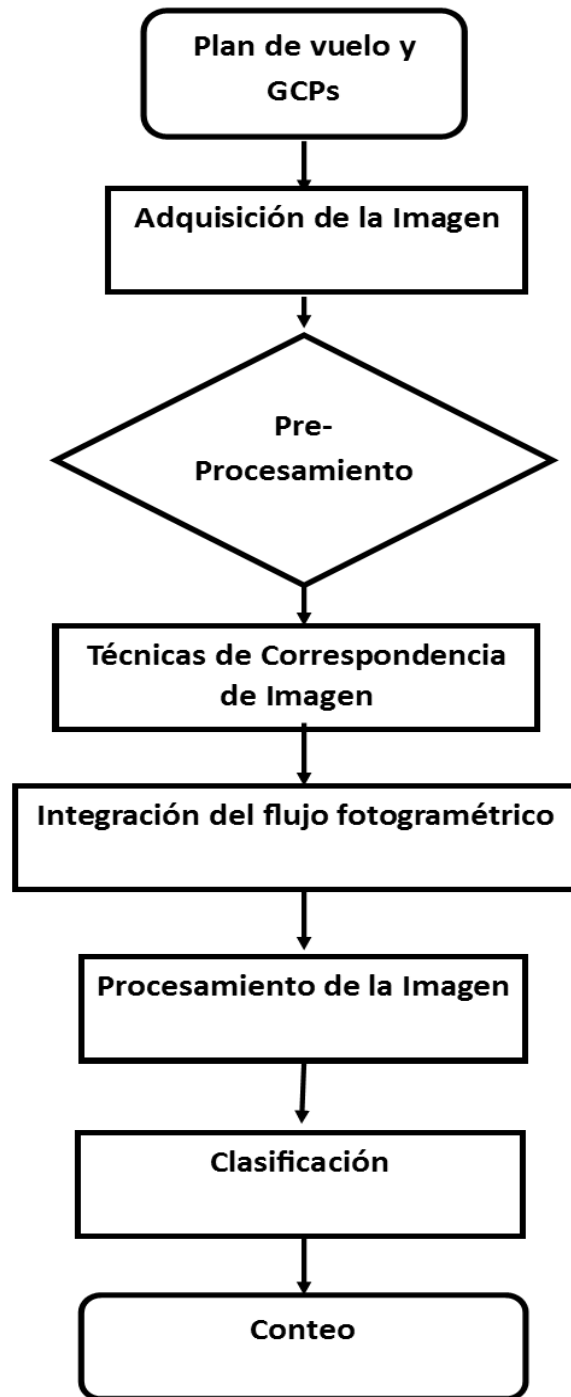 Plan de vuelo y
GCPs
Adquisición de la Imagen
Pre-
Procesamiento
Técnicas de Correspondencia
de Imagen
Integración del flujo fotogramétrico
Procesamiento de la Imagen
Clasificación
Conteo